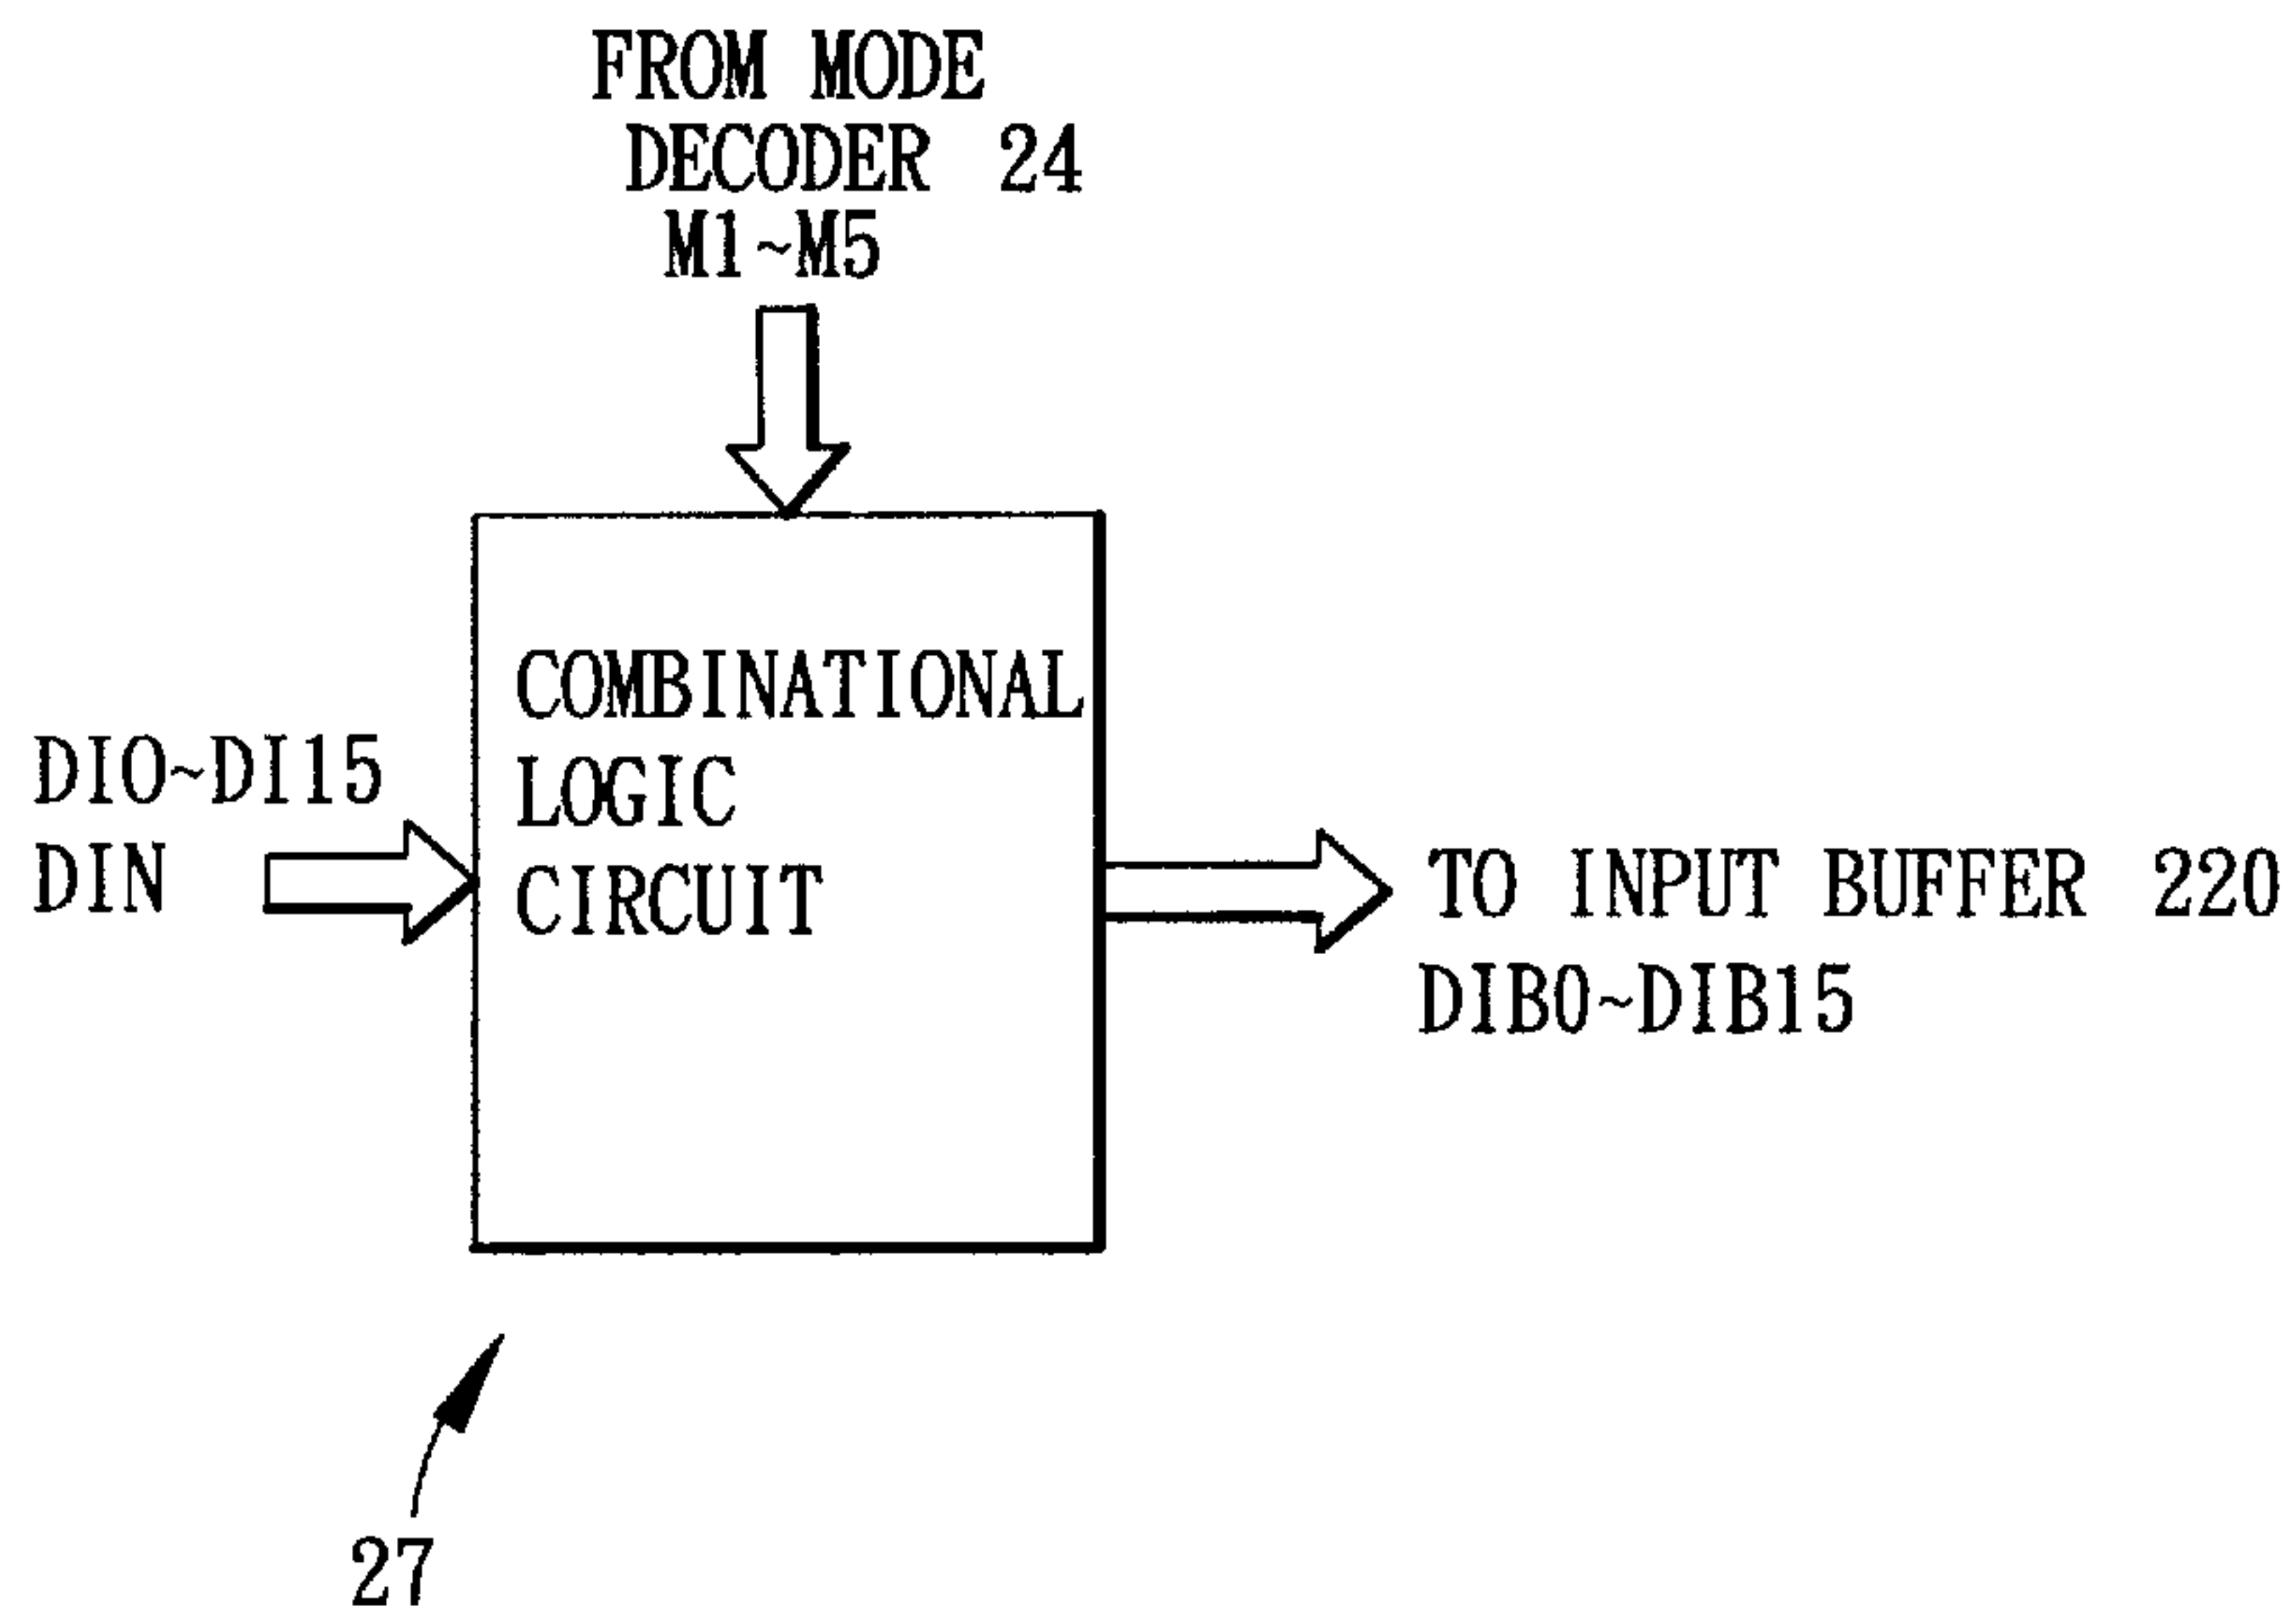 FROM MODE
DECODER 24
M1~M5
COMBINATIONAL
LOGIC
CIRCUIT
DI0~DI15
DIN
TO INPUT BUFFER 220
DIB0~DIB15
27